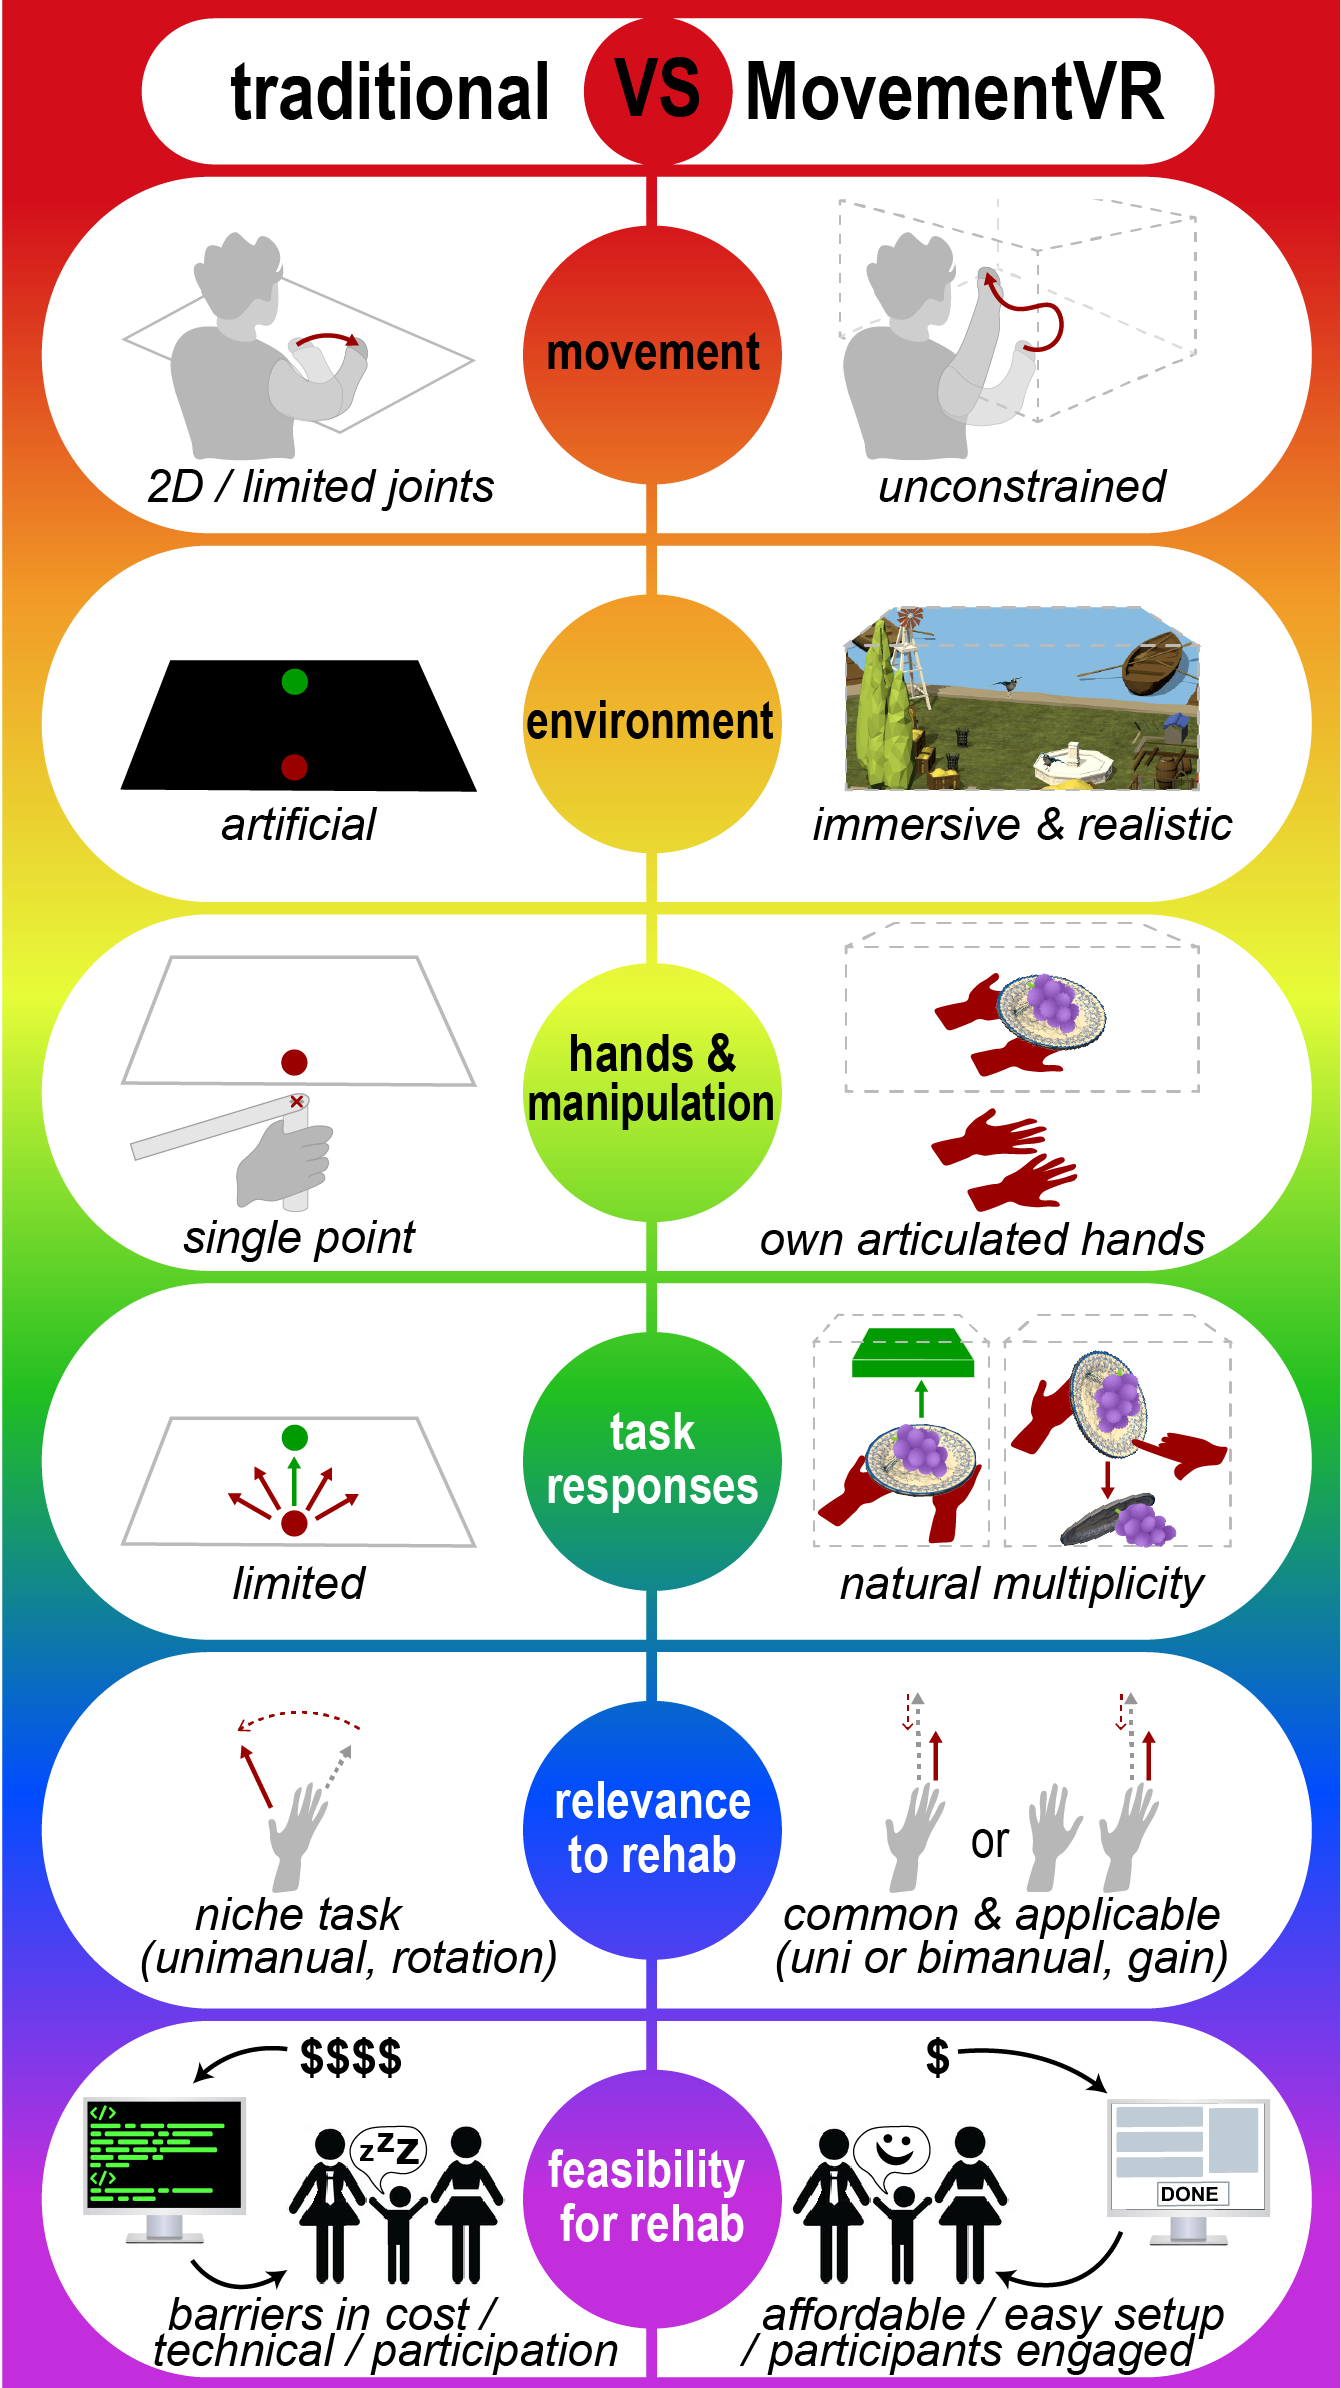 traditional VS MovementVR
movement
2D / limited joints
unconstrained
environment
artificial
immersive & realistic
hands &
manipulation
single point
own articulated hands
task
responses
limited
natural multiplicity
relevance
to rehab
or
niche task
(unimanual, rotation)
common & applicable
(uni or bimanual, gain)
$$$$
$
</>
</>
zzZ
DONE
feasibility
for rehab
barriers in cost /
technical / participation
affordable / easy setup
/ participants engaged